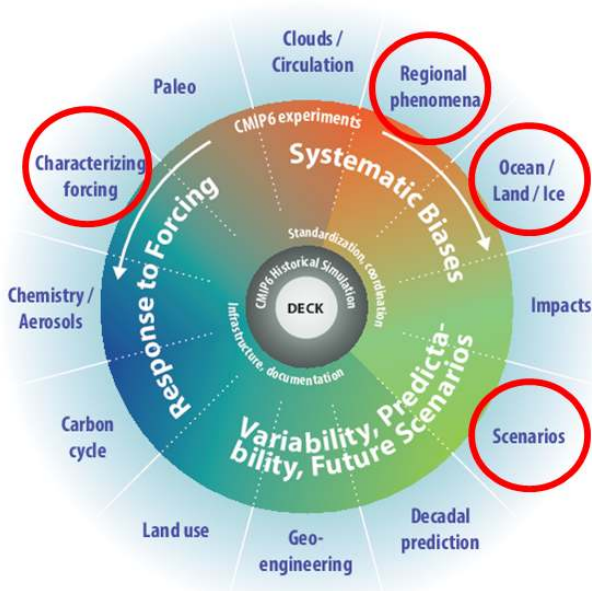 Clouds /
Circulation
Regional
phenomena
Paleo
CMIP6 experiments
Characterizing
forcing
Systematic Biases
Ocean /
Land / Ice
Response to Forcing
Standardization, coordination
CMIP6 Historical Simulation
DECK
Chemistry /
Aerosols
Impacts
Infrastructure, documentation
Variability, Predicta-
bility, Future Scenarios
Carbon
cycle
Scenarios
Land use
Geo-
engineering
Decadal
prediction